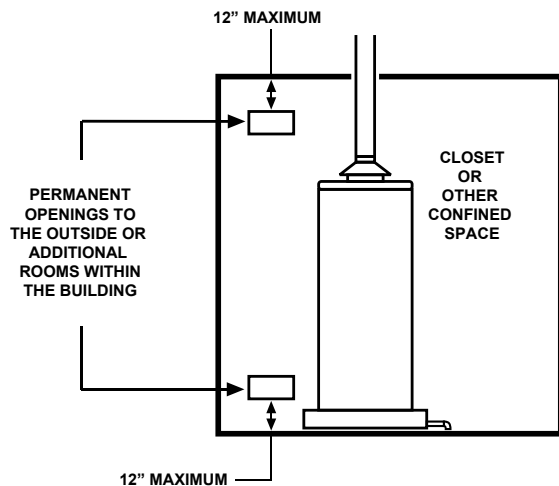 12” MAXIMUM
CLOSET
OR
OTHER
CONFINED
SPACE
PERMANENT
OPENINGS TO
THE OUTSIDE OR
ADDITIONAL
ROOMS WITHIN
THE BUILDING
12” MAXIMUM